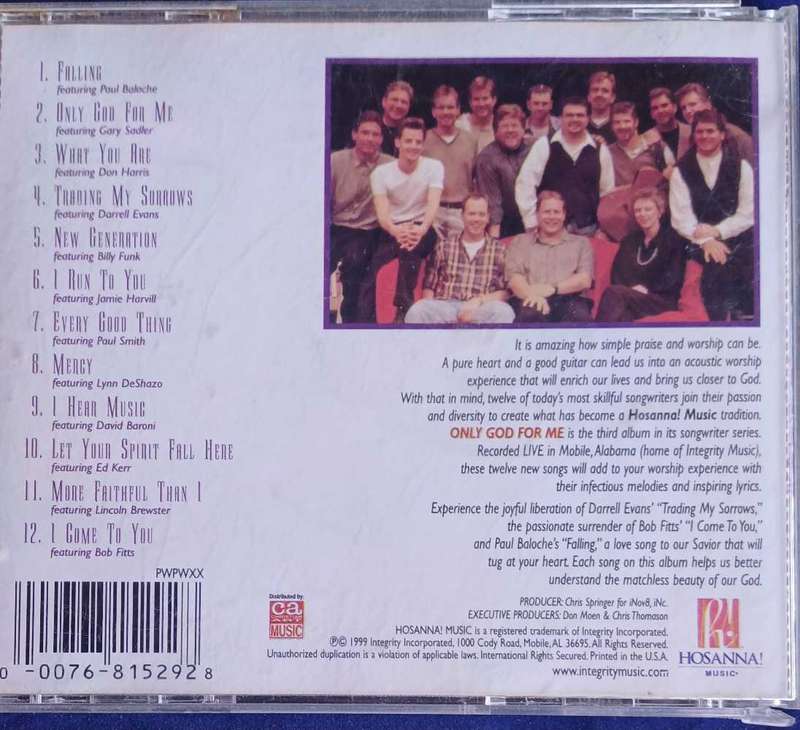 1. Falling
featuring Paul Baloche
2. Only God For Me
featuring Gary Sadler
3. What You Are
featuring Don Harris
4. Trading My Sorrows
featuring Darrell Evans
5. New Generation
featuring Billy Funk
6. I Run To You
featuring Jamie Harvill
7. Every Good Thing
featuring Paul Smith
8. Mercy
featuring Lynn DeShazo
9. I Hear Music
featuring David Baroni
10. Let Your Spirit Fall Here
featuring Ed Kerr
11. More Faithful Than I
featuring Lincoln Brewster
12. I Come To You
featuring Bob Fitts
It is amazing how simple praise and worship can be.
A pure heart and a good guitar can lead us into an acoustic worship
experience that will enrich our lives and bring us closer to God.
With that in mind, twelve of today's most skillful songwriters join their passion
and diversity to create what has become a Hosanna! Music tradition.
ONLY GOD FOR ME is the third album in its songwriter series.
Recorded LIVE in Mobile, Alabama (home of Integrity Music),
these twelve new songs will add to your worship experience with
their infectious melodies and inspiring lyrics.
Experience the joyful liberation of Darrell Evans' "Trading My Sorrows,"
the passionate surrender of Bob Fitts' "I Come To You,"
and Paul Baloche's "Falling," a love song to our Savior that will
tug at your heart. Each song on this album helps us better
understand the matchless beauty of our God.
PWPWXX
0 0076-815292 8
Distributed by
ca
MUSIC
PRODUCER: Chris Springer for iNov8, iNc.
EXECUTIVE PRODUCERS: Don Moen & Chris Thomason
HOSANNA! MUSIC is a registered trademark of Integrity Incorporated.
℗© 1999 Integrity Incorporated, 1000 Cody Road, Mobile, AL 36695. All Rights Reserved.
Unauthorized duplication is a violation of applicable laws. International Rights Secured. Printed in the U.S.A.
www.integritymusic.com
h!
HOSANNA!
MUSIC